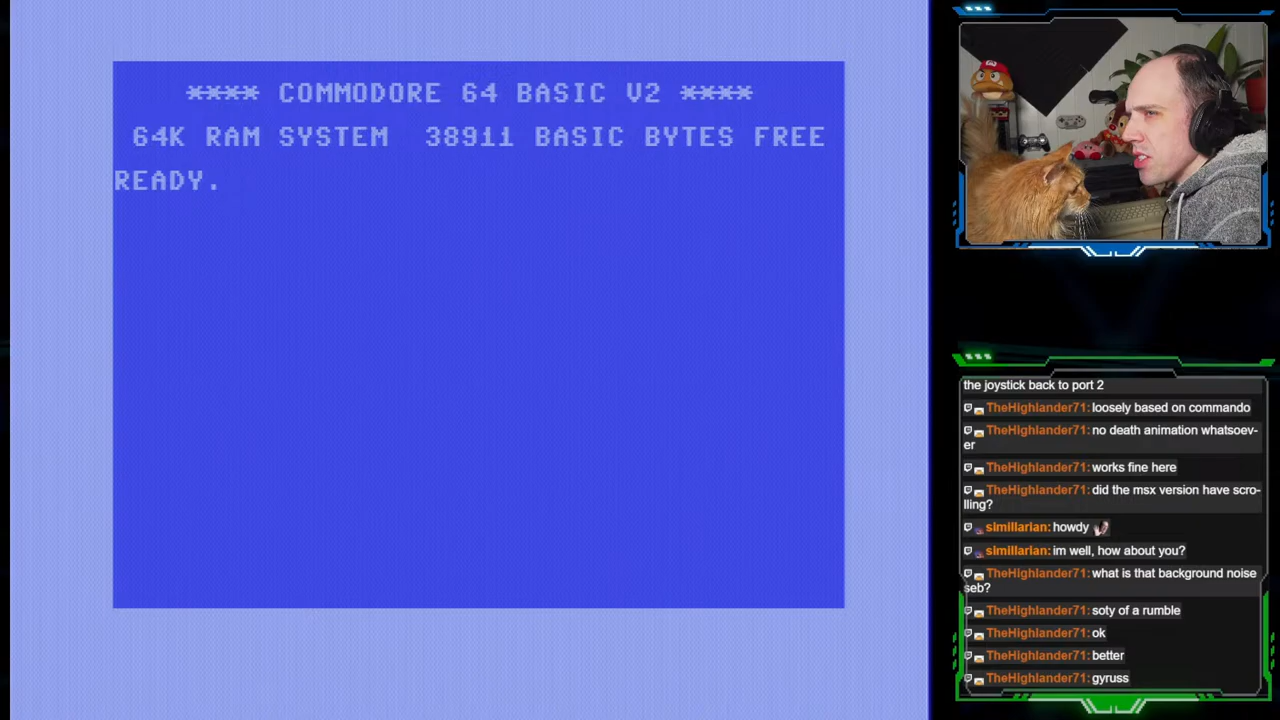 **** COMMODORE 64 BASIC V2 ****
64K RAM SYSTEM  38911 BASIC BYTES FREE
READY.
the joystick back to port 2
TheHighlander71: loosely based on commando
TheHighlander71: no death animation whatsoev-
er
TheHighlander71: works fine here
TheHighlander71: did the msx version have scro-
lling?
simillarian: howdy
simillarian: im well, how about you?
TheHighlander71: what is that background noise
seb?
TheHighlander71: soty of a rumble
TheHighlander71: ok
TheHighlander71: better
TheHighlander71: gyruss